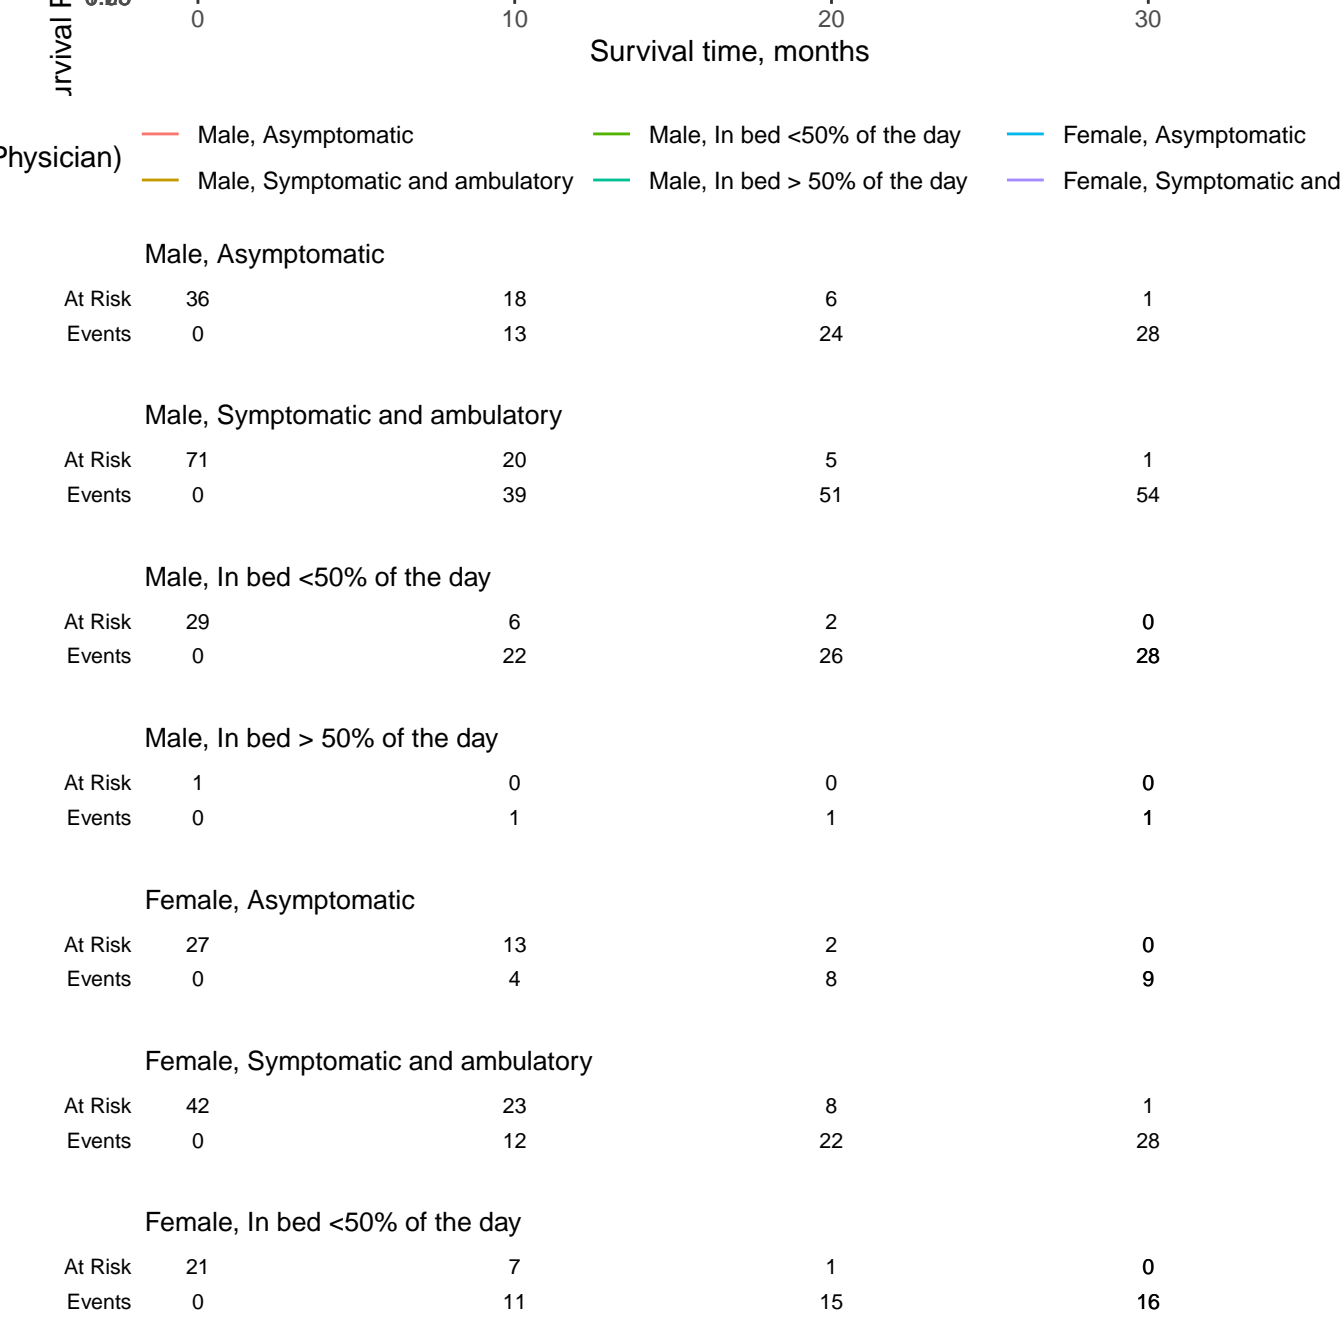 0 10 20 30
Survival time, months
Physician)
Male, Asymptomatic Male, In bed <50% of the day Female, Asymptomatic
Male, Symptomatic and ambulatory Male, In bed > 50% of the day Female, Symptomatic and
Male, Asymptomatic
At Risk 36 18 6 1
Events 0 13 24 28
Male, Symptomatic and ambulatory
At Risk 71 20 5 1
Events 0 39 51 54
Male, In bed <50% of the day
At Risk 29 6 2 0
Events 0 22 26 28
Male, In bed > 50% of the day
At Risk 1 0 0 0
Events 0 1 1 1
Female, Asymptomatic
At Risk 27 13 2 0
Events 0 4 8 9
Female, Symptomatic and ambulatory
At Risk 42 23 8 1
Events 0 12 22 28
Female, In bed <50% of the day
At Risk 21 7 1 0
Events 0 11 15 16